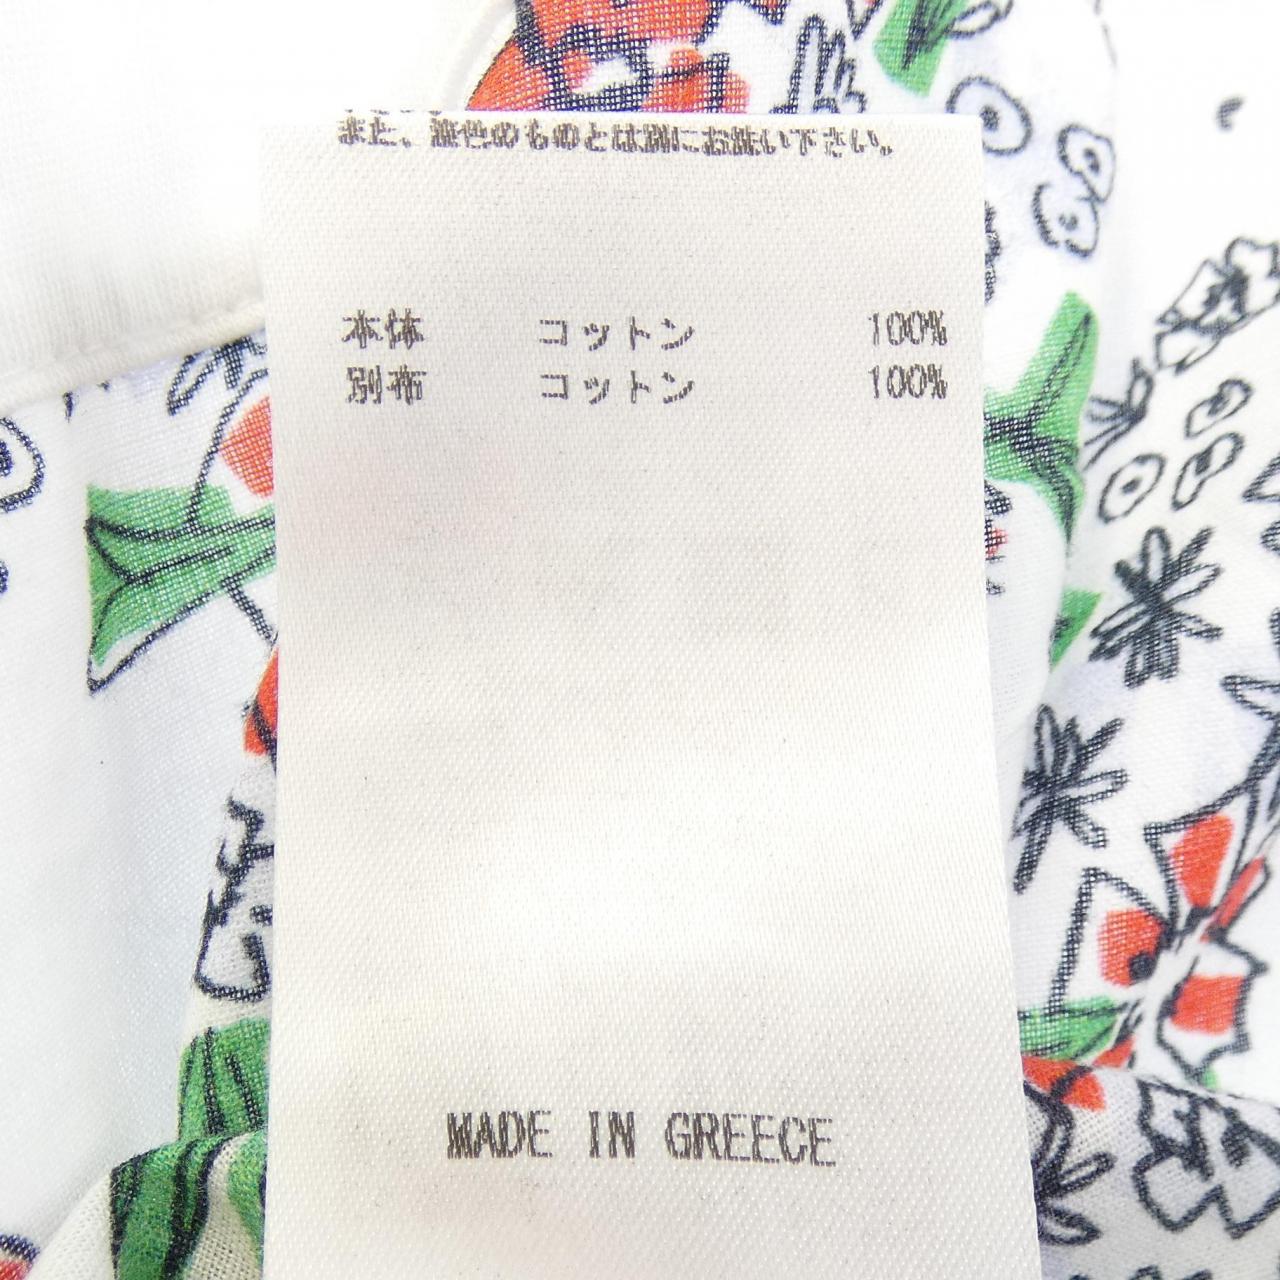 また、濃色のものとは別にお洗い下さい。
本体 コットン 100%
別布 コットン 100%
MADE IN GREECE